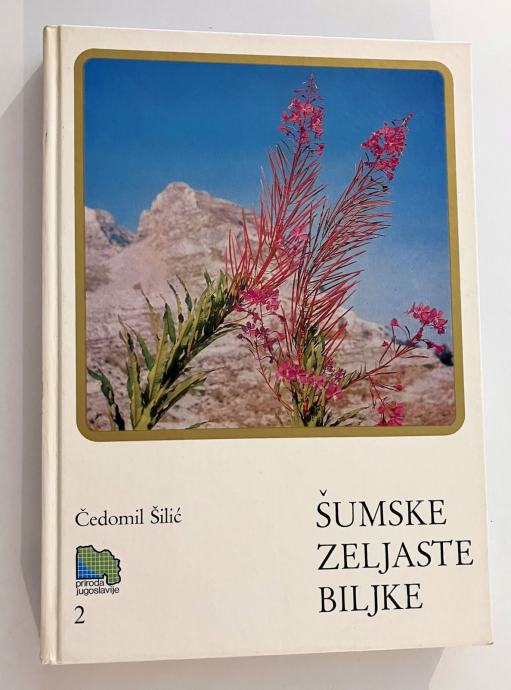 Čedomil Šilić
priroda
jugoslavije
2
ŠUMSKE
ZELJASTE
BILJKE